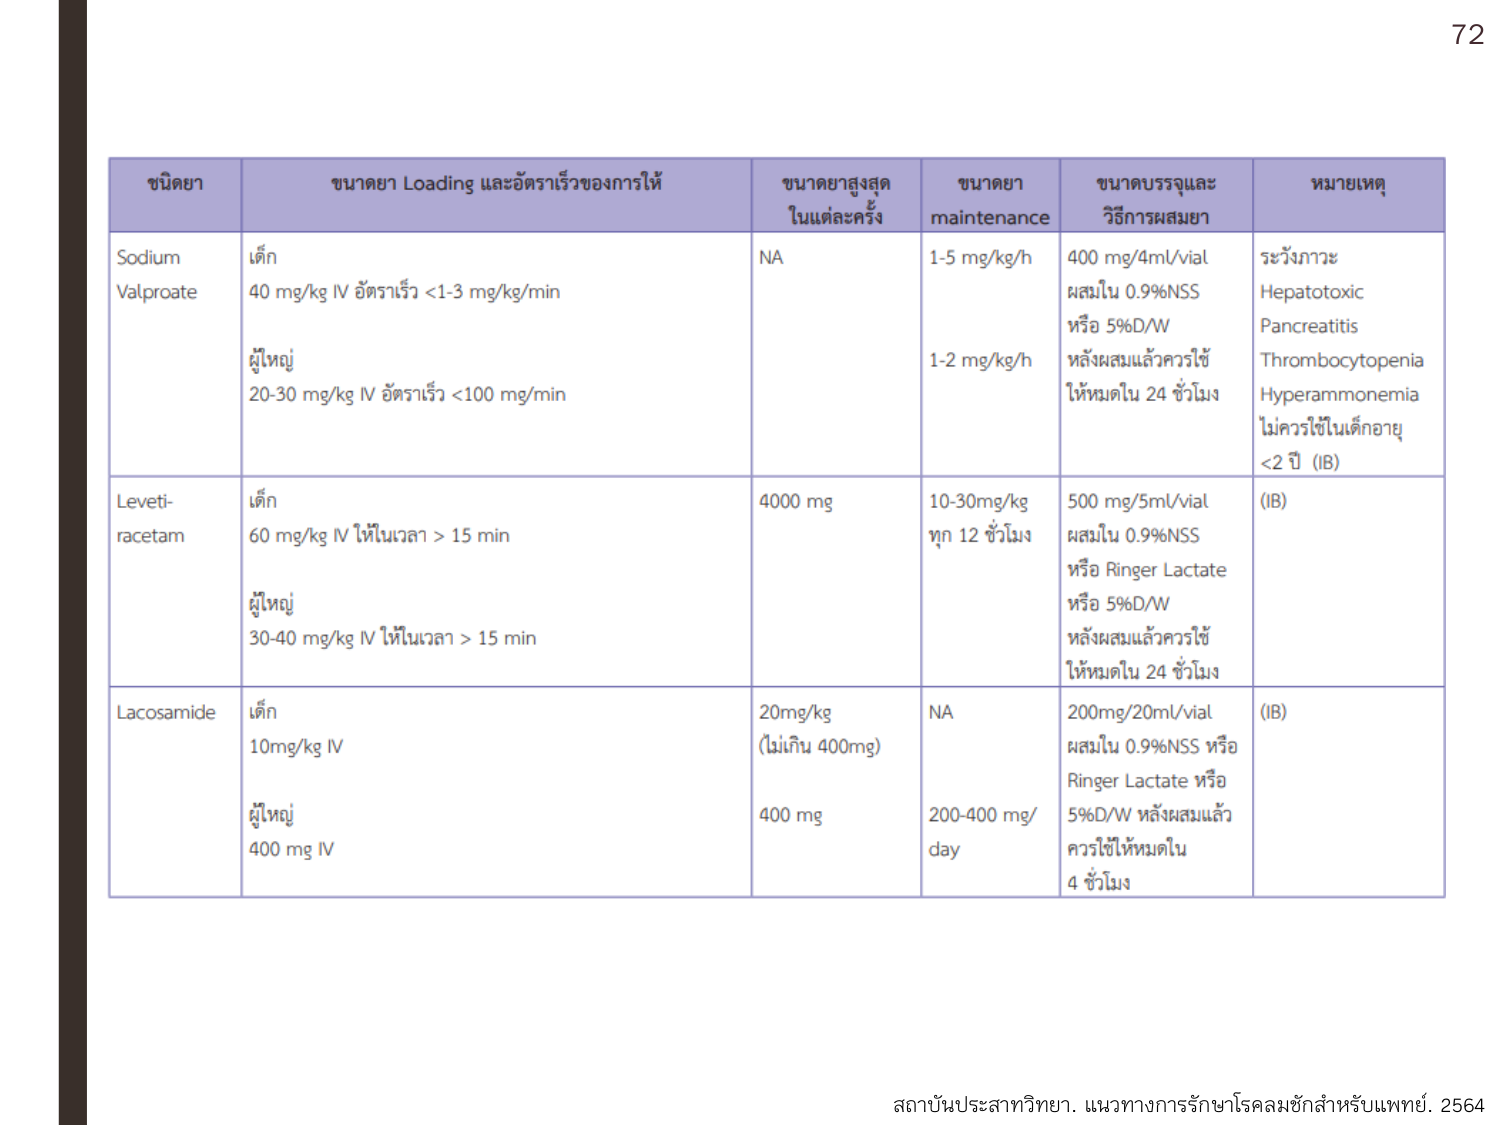 72
ชนิดยา
ขนาดยา Loading และอัตราเร็วของการให้
ขนาดยาสูงสุด
ในแต่ละครั้ง
ขนาดยา
maintenance
ขนาดบรรจุและ
วิธีการผสมยา
หมายเหตุ
Sodium
Valproate
เด็ก
40 mg/kg IV อัตราเร็ว <1-3 mg/kg/min
ผู้ใหญ่
20-30 mg/kg IV อัตราเร็ว <100 mg/min
NA
1-5 mg/kg/h
1-2 mg/kg/h
400 mg/4ml/vial
ผสมใน 0.9%NSS
หรือ 5%D/W
หลังผสมแล้วควรใช้
ให้หมดใน 24 ชั่วโมง
ระวังภาวะ
Hepatotoxic
Pancreatitis
Thrombocytopenia
Hyperammonemia
ไม่ควรใช้ในเด็กอายุ
<2 ปี (IB)
Leveti-
racetam
เด็ก
60 mg/kg IV ให้ในเวลา > 15 min
ผู้ใหญ่
30-40 mg/kg IV ให้ในเวลา > 15 min
4000 mg
10-30mg/kg
ทุก 12 ชั่วโมง
500 mg/5ml/vial
ผสมใน 0.9%NSS
หรือ Ringer Lactate
หรือ 5%D/W
หลังผสมแล้วควรใช้
ให้หมดใน 24 ชั่วโมง
(IB)
Lacosamide
เด็ก
10mg/kg IV
ผู้ใหญ่
400 mg IV
20mg/kg
(ไม่เกิน 400mg)
400 mg
NA
200-400 mg/
day
200mg/20ml/vial
ผสมใน 0.9%NSS หรือ
Ringer Lactate หรือ
5%D/W หลังผสมแล้ว
ควรใช้ให้หมดใน
4 ชั่วโมง
(IB)
สถาบันประสาทวิทยา. แนวทางการรักษาโรคลมชักสำหรับแพทย์. 2564